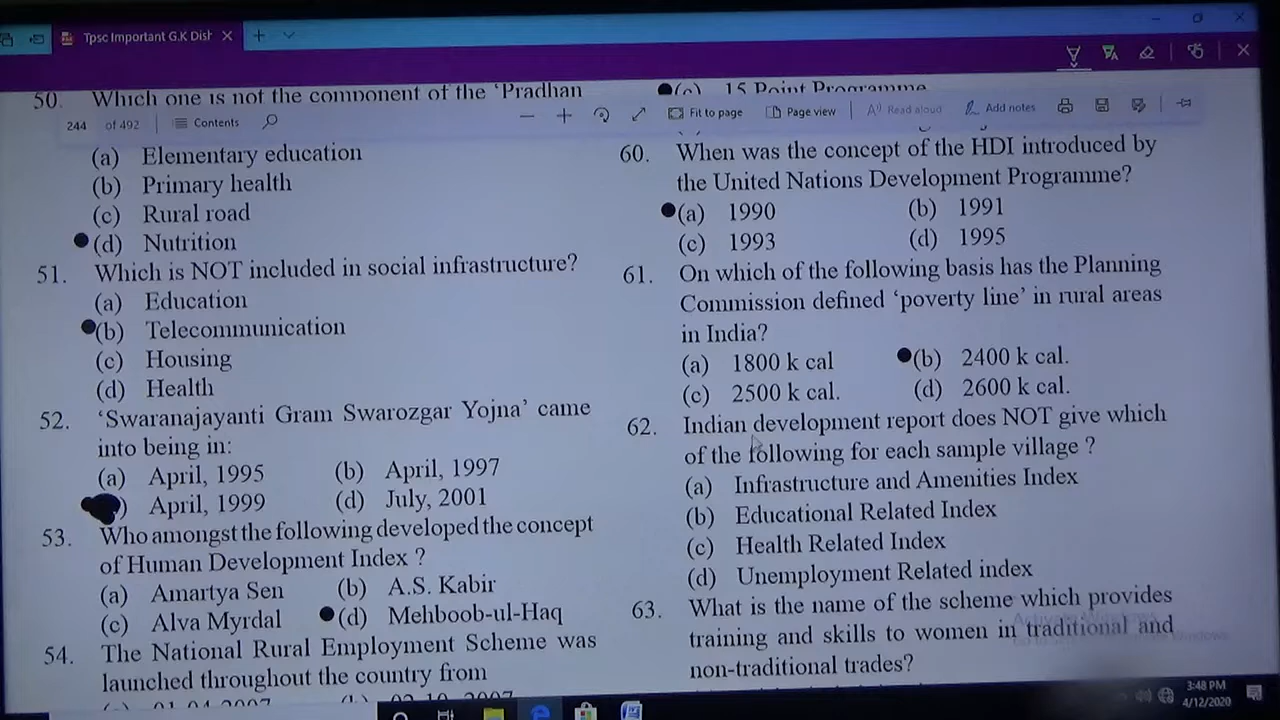 Tpsc Important G.K Disl
50. Which one is not the component of the 'Pradhan
244 of 492 Contents
Fit to page Page view Read aloud Add notes
(a) Elementary education
(b) Primary health
(c) Rural road
(d) Nutrition
51. Which is NOT included in social infrastructure?
(a) Education
(b) Telecommunication
(c) Housing
(d) Health
52. 'Swaranajayanti Gram Swarozgar Yojna' came
into being in:
(a) April, 1995 (b) April, 1997
) April, 1999 (d) July, 2001
53. Who amongst the following developed the concept
of Human Development Index ?
(a) Amartya Sen (b) A.S. Kabir
(c) Alva Myrdal (d) Mehboob-ul-Haq
54. The National Rural Employment Scheme was
launched throughout the country from
(a) 01.04.2007 (b) 02.10.2007
(c) 15 Point Programme
60. When was the concept of the HDI introduced by
the United Nations Development Programme?
(a) 1990 (b) 1991
(c) 1993 (d) 1995
61. On which of the following basis has the Planning
Commission defined 'poverty line' in rural areas
in India?
(a) 1800 k cal (b) 2400 k cal.
(c) 2500 k cal. (d) 2600 k cal.
62. Indian development report does NOT give which
of the following for each sample village ?
(a) Infrastructure and Amenities Index
(b) Educational Related Index
(c) Health Related Index
(d) Unemployment Related index
63. What is the name of the scheme which provides
training and skills to women in traditional and
non-traditional trades?
3:48 PM
4/12/2020